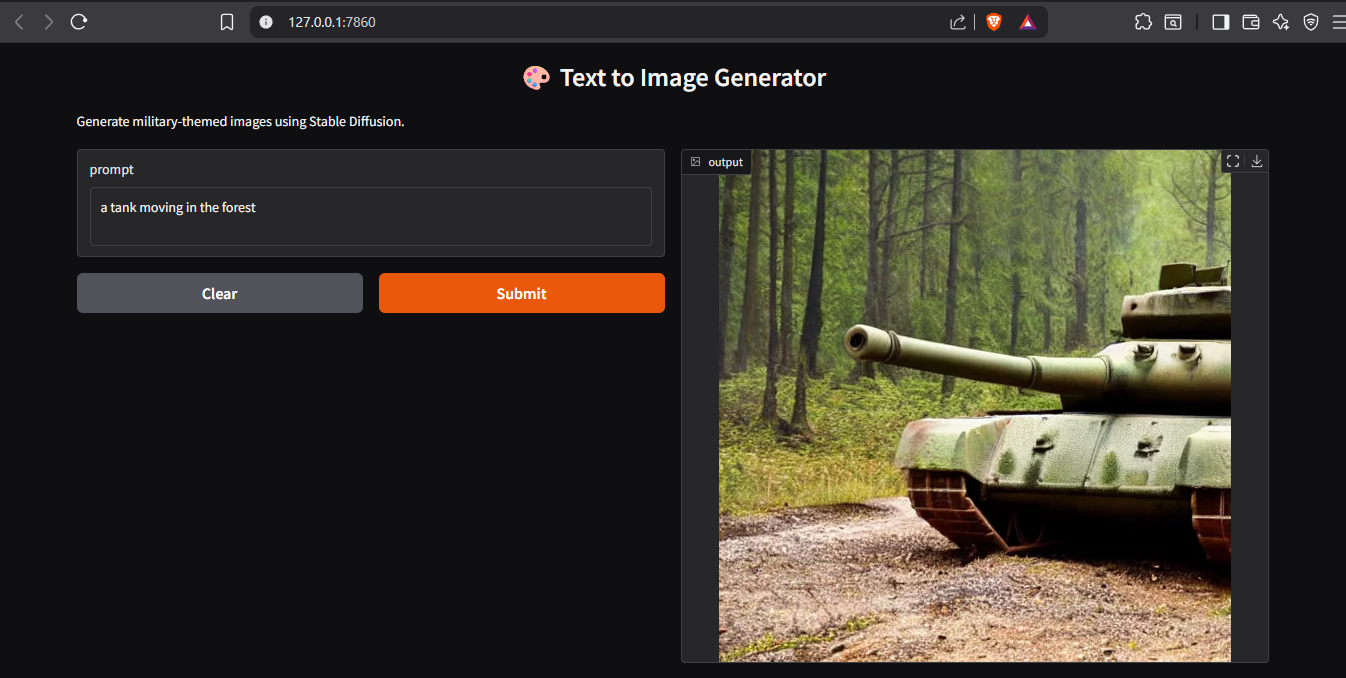 127.0.0.1:7860
🎨 Text to Image Generator
Generate military-themed images using Stable Diffusion.
prompt
a tank moving in the forest
Clear
Submit
output